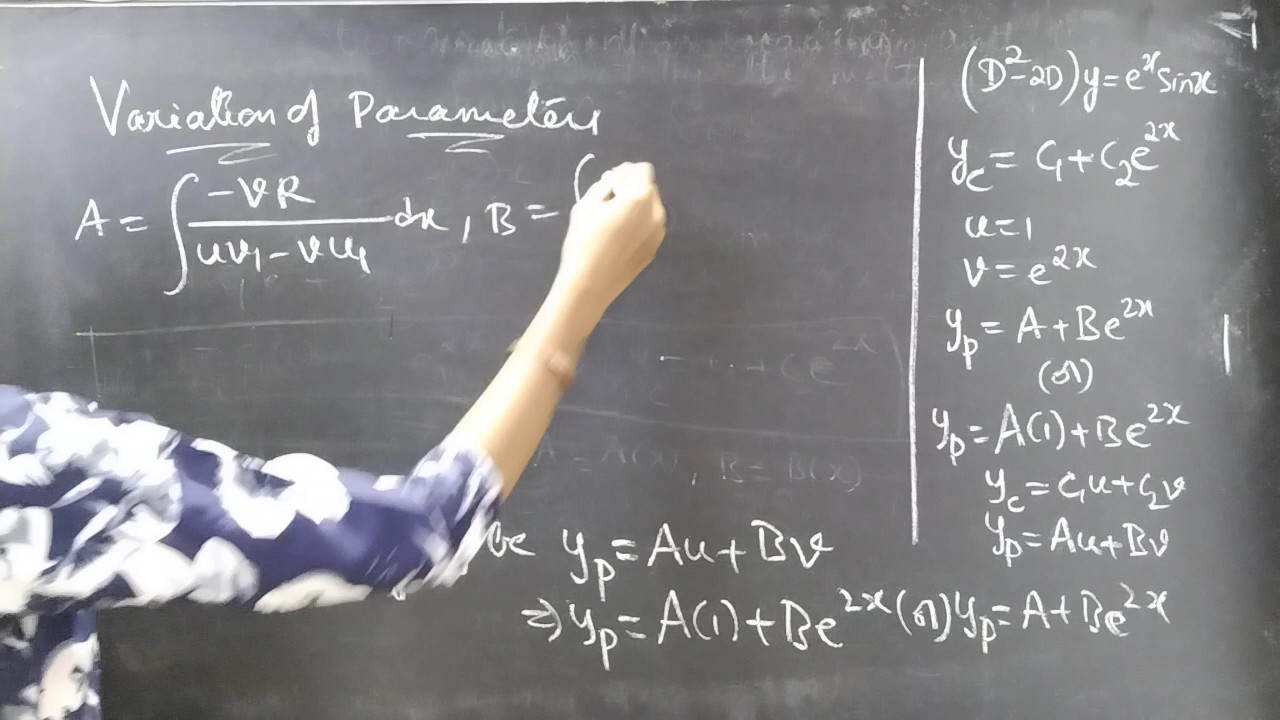 Variation of Parameters
A = ∫ -vR / (uv₁ - vu₁) dx, B = ∫
be y_p = Au + Bv
⇒ y_p = A(1) + Be^{2x} (or) y_p = A + Be^{2x}
(D² - 2D)y = e^x sinx
y_c = C₁ + C₂e^{2x}
u = 1
v = e^{2x}
y_p = A + Be^{2x}
(or)
y_p = A(1) + Be^{2x}
y_c = C₁u + C₂v
y_p = Au + Bv